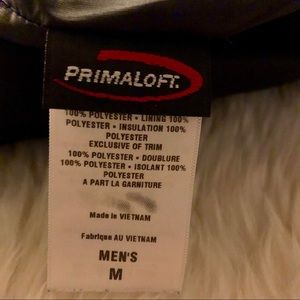 PRIMALOFT.
100% POLYESTER • LINING 100%
POLYESTER • INSULATION 100%
POLYESTER
EXCLUSIVE OF TRIM
100% POLYESTER • DOUBLURE
100% POLYESTER • ISOLANT 100%
POLYESTER
A PART LA GARNITURE
Made in VIETNAM
Fabrique AU VIETNAM
MEN'S
M